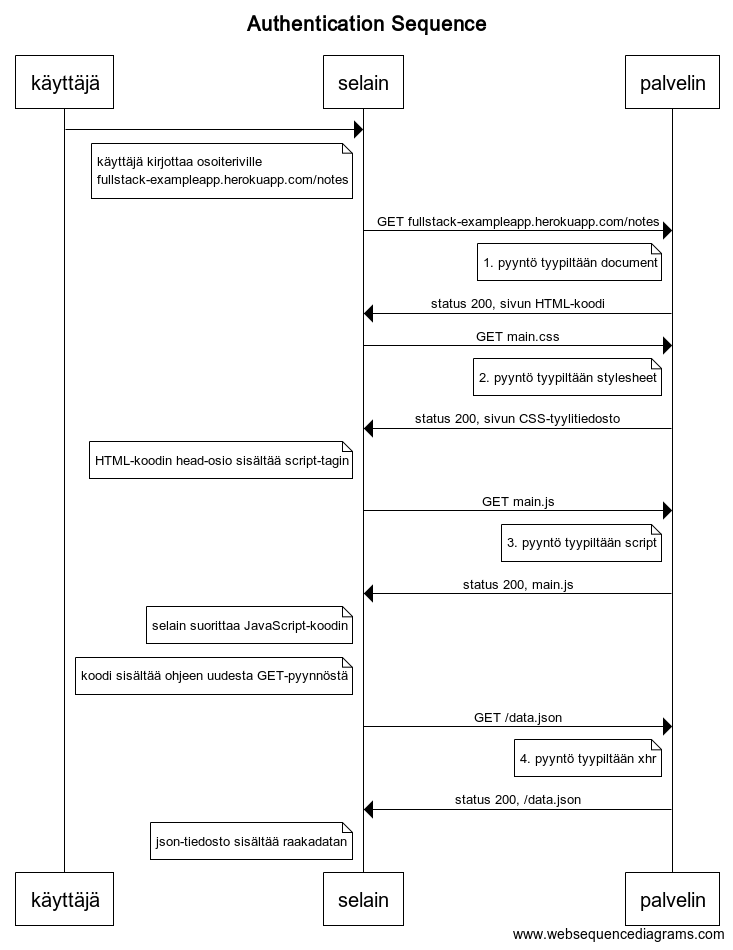 Authentication Sequence
käyttäjä
selain
palvelin
käyttäjä kirjottaa osoiteriville
fullstack-exampleapp.herokuapp.com/notes
GET fullstack-exampleapp.herokuapp.com/notes
1. pyyntö tyypiltään document
status 200, sivun HTML-koodi
GET main.css
2. pyyntö tyypiltään stylesheet
status 200, sivun CSS-tyylitiedosto
HTML-koodin head-osio sisältää script-tagin
GET main.js
3. pyyntö tyypiltään script
status 200, main.js
selain suorittaa JavaScript-koodin
koodi sisältää ohjeen uudesta GET-pyynnöstä
GET /data.json
4. pyyntö tyypiltään xhr
status 200, /data.json
json-tiedosto sisältää raakadatan
käyttäjä
selain
palvelin
www.websequencediagrams.com